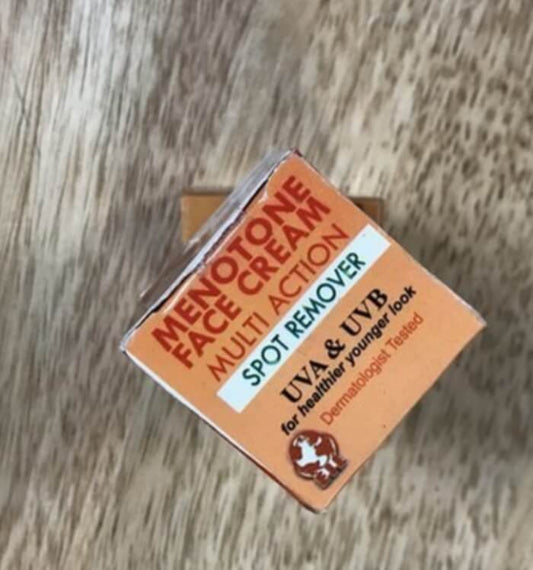 MENOTONE
FACE CREAM
MULTI ACTION
SPOT REMOVER
UVA & UVB
for healthier younger look
Dermatologist Tested